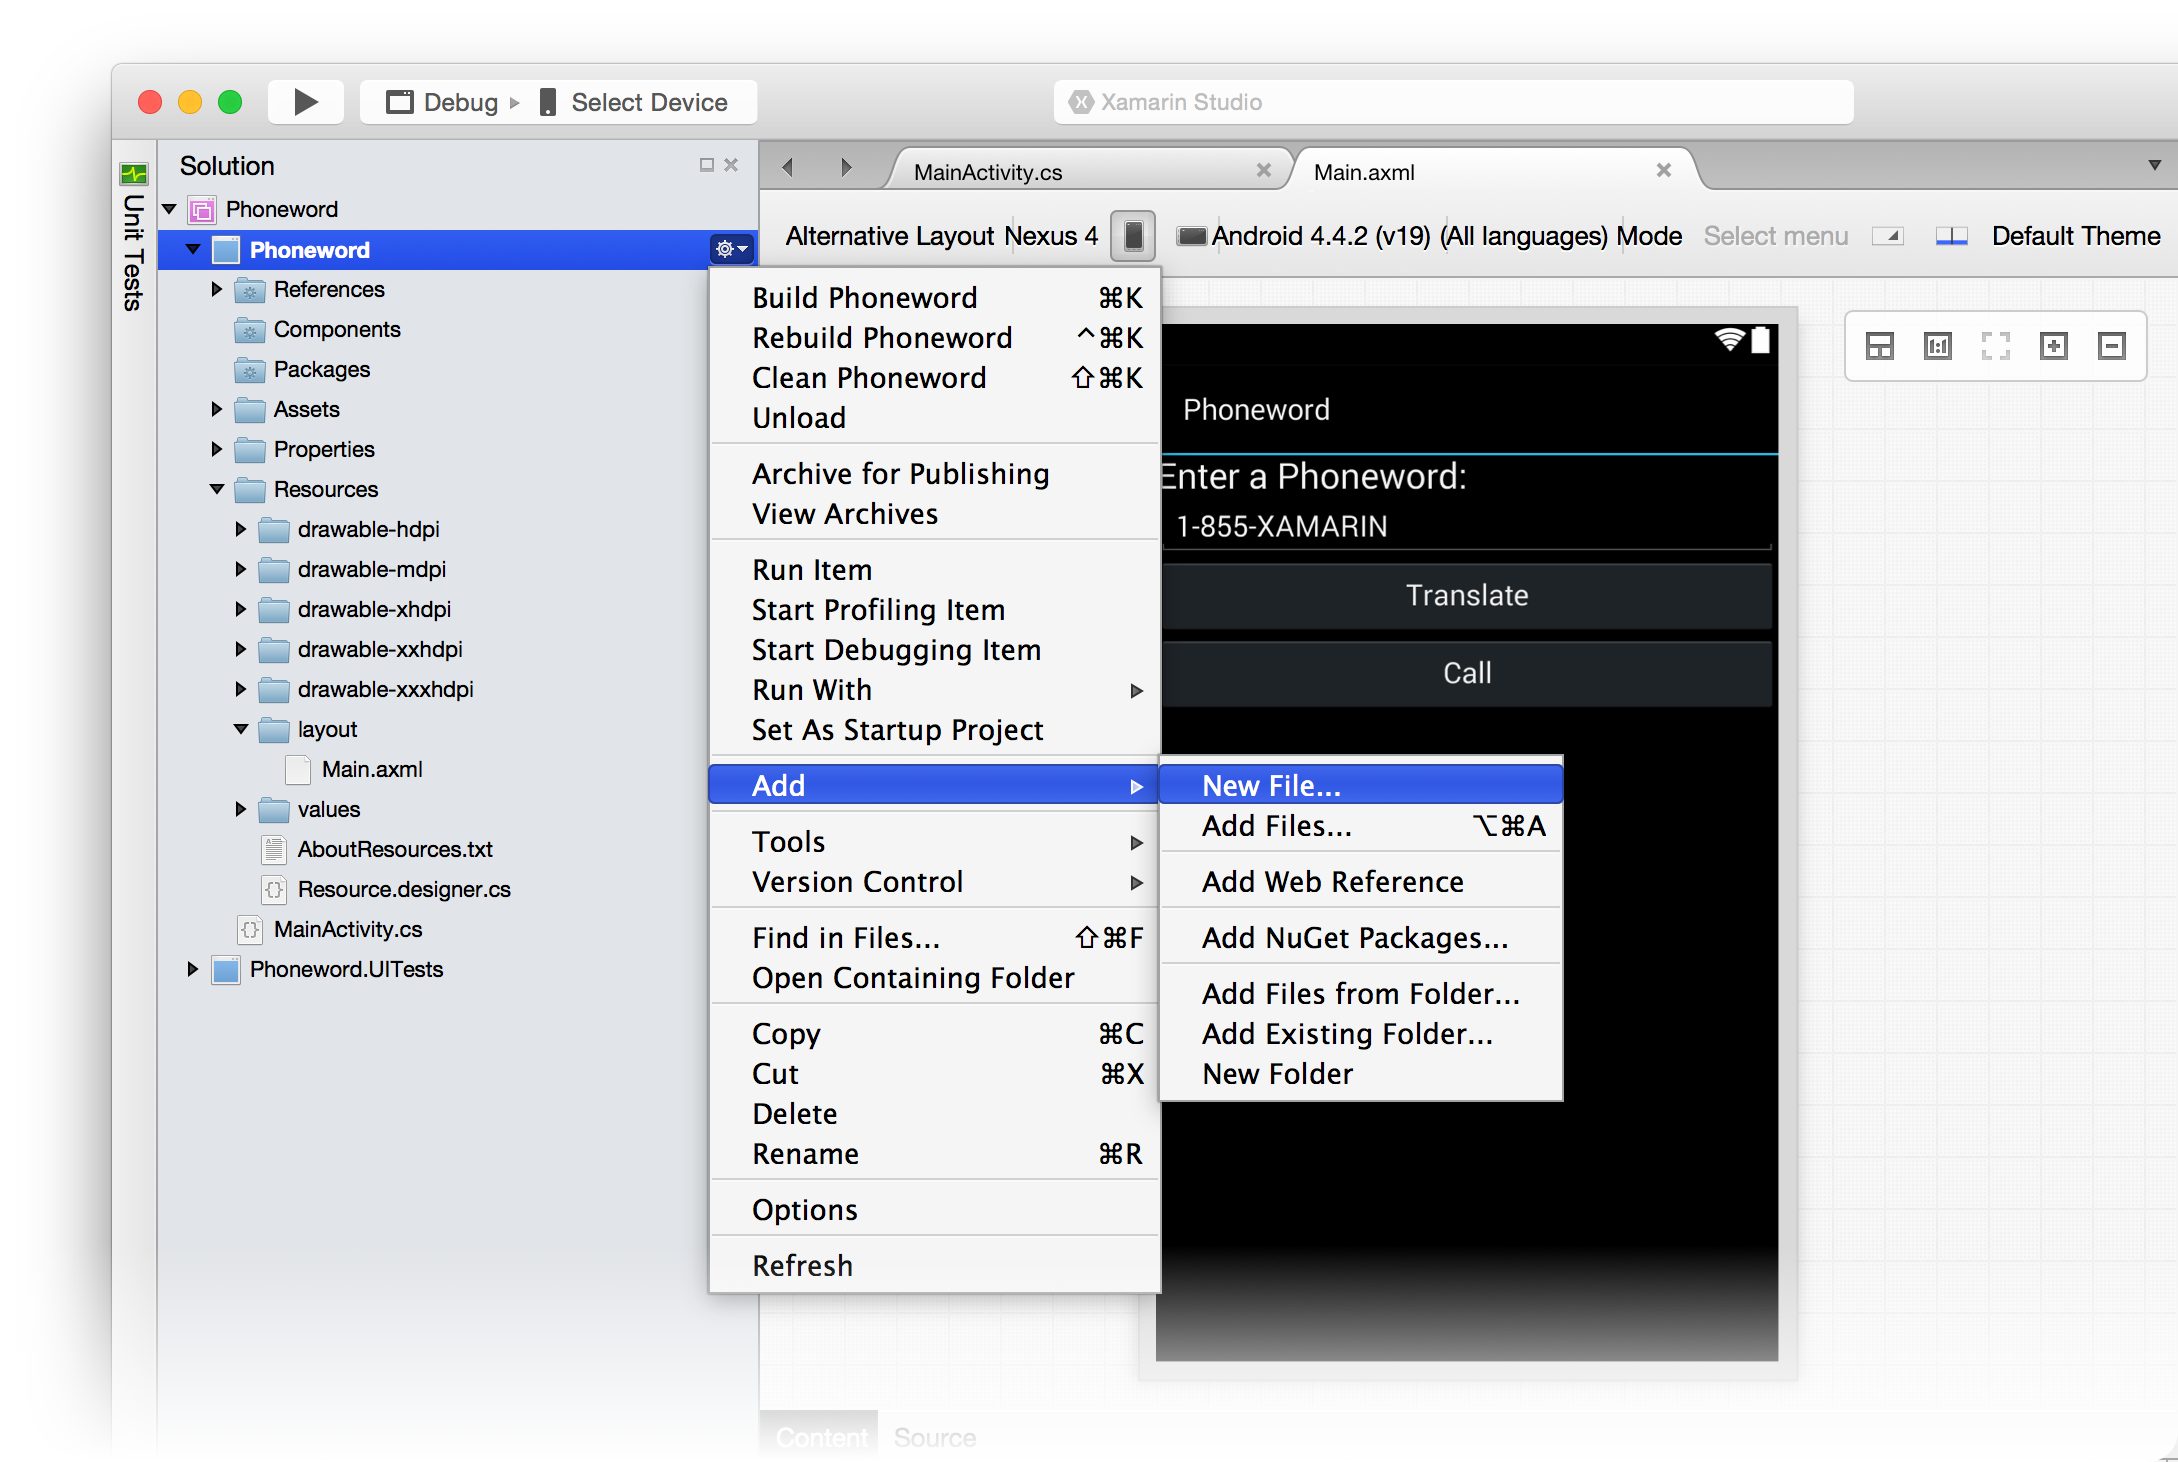 Debug
Select Device
Xamarin Studio
Unit Tests
Solution
Phoneword
Phoneword
References
Components
Packages
Assets
Properties
Resources
drawable-hdpi
drawable-mdpi
drawable-xhdpi
drawable-xxhdpi
drawable-xxxhdpi
layout
Main.axml
values
AboutResources.txt
Resource.designer.cs
MainActivity.cs
Phoneword.UITests
MainActivity.cs
Main.axml
Alternative Layout Nexus 4 Android 4.4.2 (v19) (All languages) Mode Select menu Default Theme
Build Phoneword ⌘K
Rebuild Phoneword ^⌘K
Clean Phoneword ⇧⌘K
Unload
Archive for Publishing
View Archives
Run Item
Start Profiling Item
Start Debugging Item
Run With
Set As Startup Project
Add
Tools
Version Control
Find in Files... ⇧⌘F
Open Containing Folder
Copy ⌘C
Cut ⌘X
Delete
Rename ⌘R
Options
Refresh
New File...
Add Files... ⌥⌘A
Add Web Reference
Add NuGet Packages...
Add Files from Folder...
Add Existing Folder...
New Folder
Phoneword
Enter a Phoneword:
1-855-XAMARIN
Translate
Call
1:1
Content
Source